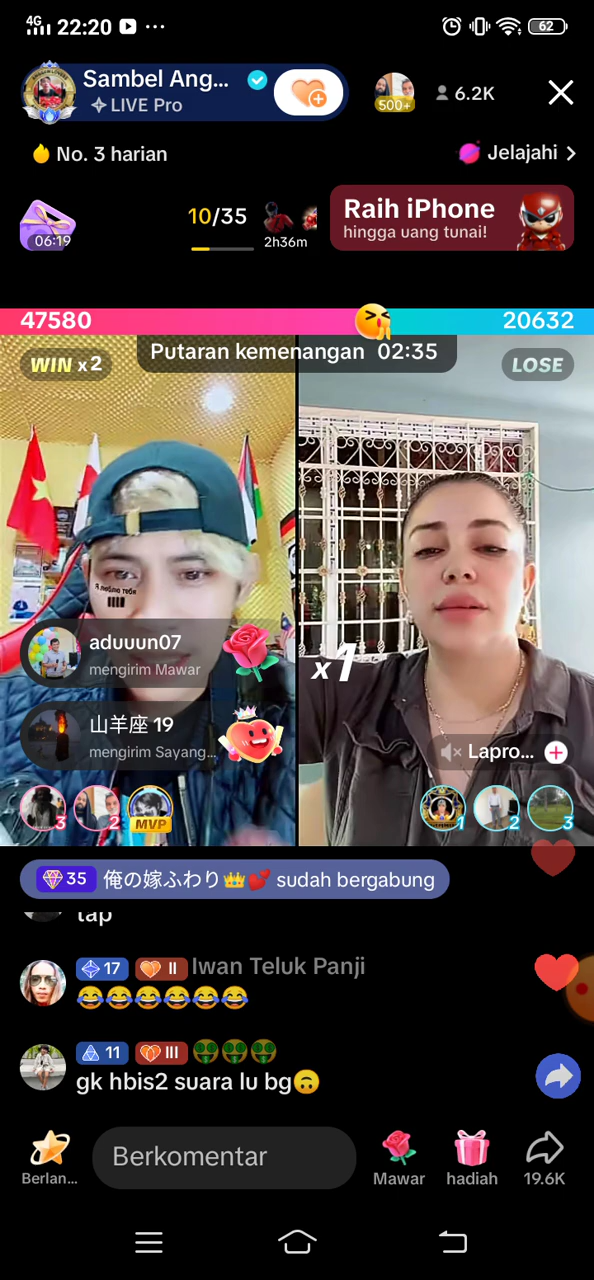 4G 22:20 ... 62
Sambel Ang...
LIVE Pro
500+
6.2K
No. 3 harian
Jelajahi
06:19
10/35
2h36m
Raih iPhone
hingga uang tunai!
47580
20632
WIN x 2
Putaran kemenangan 02:35
LOSE
Я люблю тебя
aduuun07
mengirim Mawar
x1
山羊座 19
mengirim Sayang...
Lapro...
3
2
MVP
1
2
3
35 俺の嫁ふわり👑💕 sudah bergabung
tap
17 II Iwan Teluk Panji
😂😂😂😂😂😂
11 III 🤑🤑🤑
gk hbis2 suara lu bg🙃
Berlan...
Berkomentar
Mawar
hadiah
19.6K